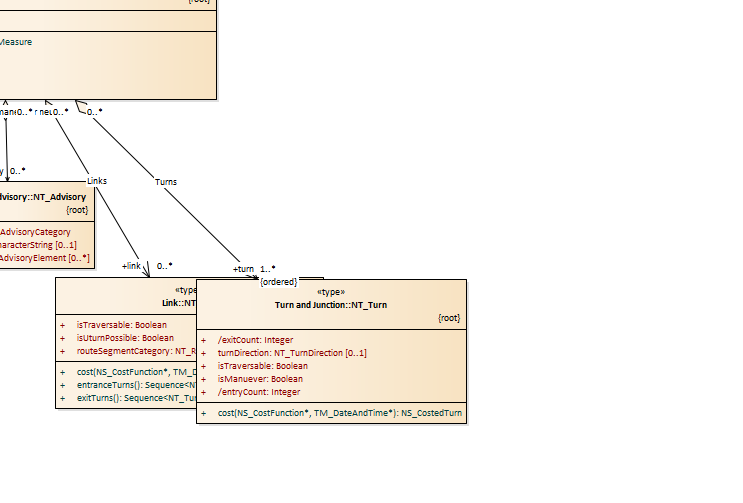 {root}
Measure
0..*
0..*
0..*
Links
Turns
0..*
dvisory::NT_Advisory
{root}
AdvisoryCategory
haracterString [0..1]
AdvisoryElement [0..*]
+link
0..*
+turn 1..*
{ordered}
«type
Link::NT
+ isTraversable: Boolean
+ isUturnPossible: Boolean
+ routeSegmentCategory: NT_R
+ cost(NS_CostFunction*, TM_D
+ entranceTurns(): Sequence<NT
+ exitTurns(): Sequence<NT_Tur
«type»
Turn and Junction::NT_Turn
{root}
+ /exitCount: Integer
+ turnDirection: NT_TurnDirection [0..1]
+ isTraversable: Boolean
+ isManuever: Boolean
+ /entryCount: Integer
+ cost(NS_CostFunction*, TM_DateAndTime*): NS_CostedTurn